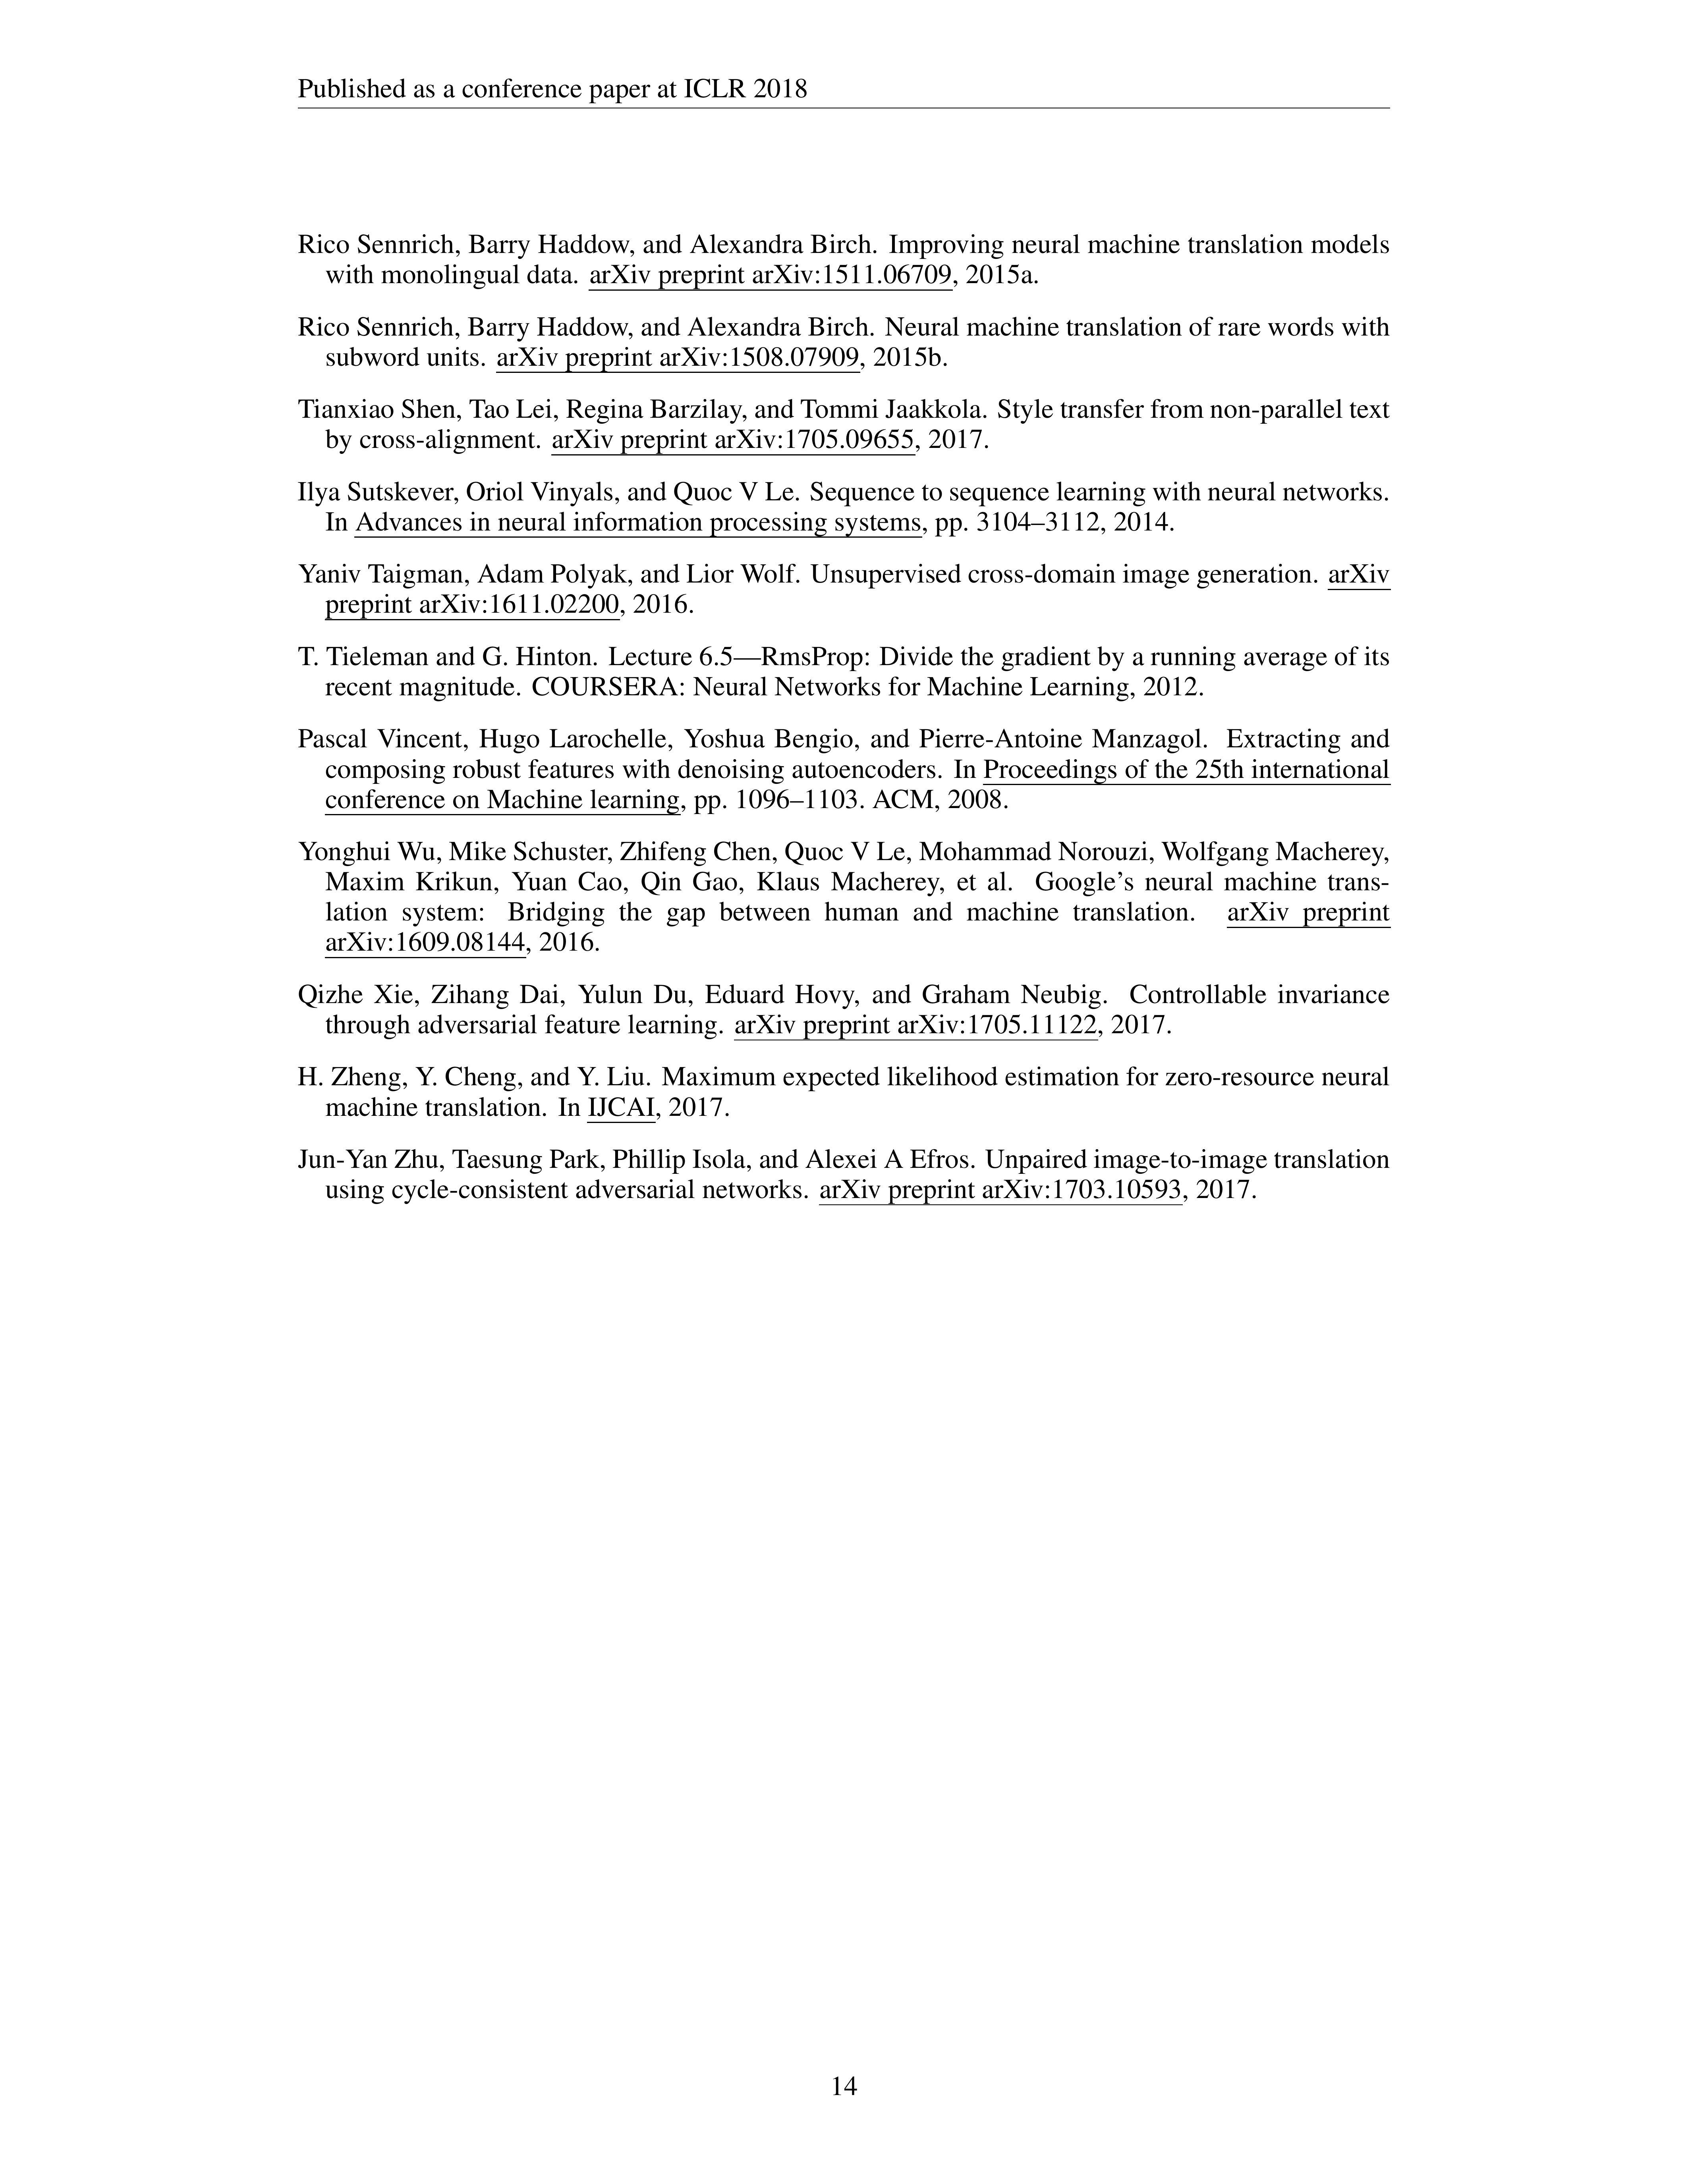 Published as a conference paper at ICLR 2018
Rico Sennrich, Barry Haddow, and Alexandra Birch. Improving neural machine translation models
with monolingual data. arXiv preprint arXiv:1511.06709, 2015a.
Rico Sennrich, Barry Haddow, and Alexandra Birch. Neural machine translation of rare words with
subword units. arXiv preprint arXiv:1508.07909, 2015b.
Tianxiao Shen, Tao Lei, Regina Barzilay, and Tommi Jaakkola. Style transfer from non-parallel text
by cross-alignment. arXiv preprint arXiv:1705.09655, 2017.
Ilya Sutskever, Oriol Vinyals, and Quoc V Le. Sequence to sequence learning with neural networks.
In Advances in neural information processing systems, pp. 3104–3112, 2014.
Yaniv Taigman, Adam Polyak, and Lior Wolf. Unsupervised cross-domain image generation. arXiv
preprint arXiv:1611.02200, 2016.
T. Tieleman and G. Hinton. Lecture 6.5—RmsProp: Divide the gradient by a running average of its
recent magnitude. COURSERA: Neural Networks for Machine Learning, 2012.
Pascal Vincent, Hugo Larochelle, Yoshua Bengio, and Pierre-Antoine Manzagol. Extracting and
composing robust features with denoising autoencoders. In Proceedings of the 25th international
conference on Machine learning, pp. 1096–1103. ACM, 2008.
Yonghui Wu, Mike Schuster, Zhifeng Chen, Quoc V Le, Mohammad Norouzi, Wolfgang Macherey,
Maxim Krikun, Yuan Cao, Qin Gao, Klaus Macherey, et al. Google's neural machine trans-
lation system: Bridging the gap between human and machine translation. arXiv preprint
arXiv:1609.08144, 2016.
Qizhe Xie, Zihang Dai, Yulun Du, Eduard Hovy, and Graham Neubig. Controllable invariance
through adversarial feature learning. arXiv preprint arXiv:1705.11122, 2017.
H. Zheng, Y. Cheng, and Y. Liu. Maximum expected likelihood estimation for zero-resource neural
machine translation. In IJCAI, 2017.
Jun-Yan Zhu, Taesung Park, Phillip Isola, and Alexei A Efros. Unpaired image-to-image translation
using cycle-consistent adversarial networks. arXiv preprint arXiv:1703.10593, 2017.
14